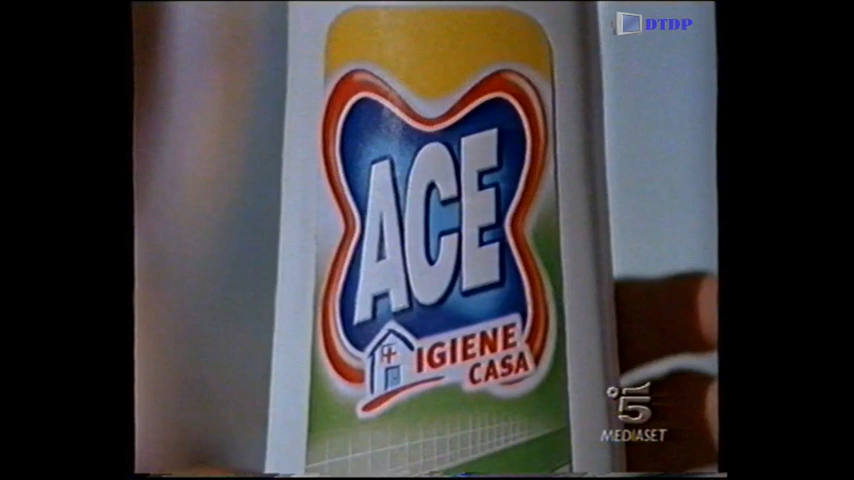 DTDP
ACE
IGIENE
CASA
5
MEDIASET